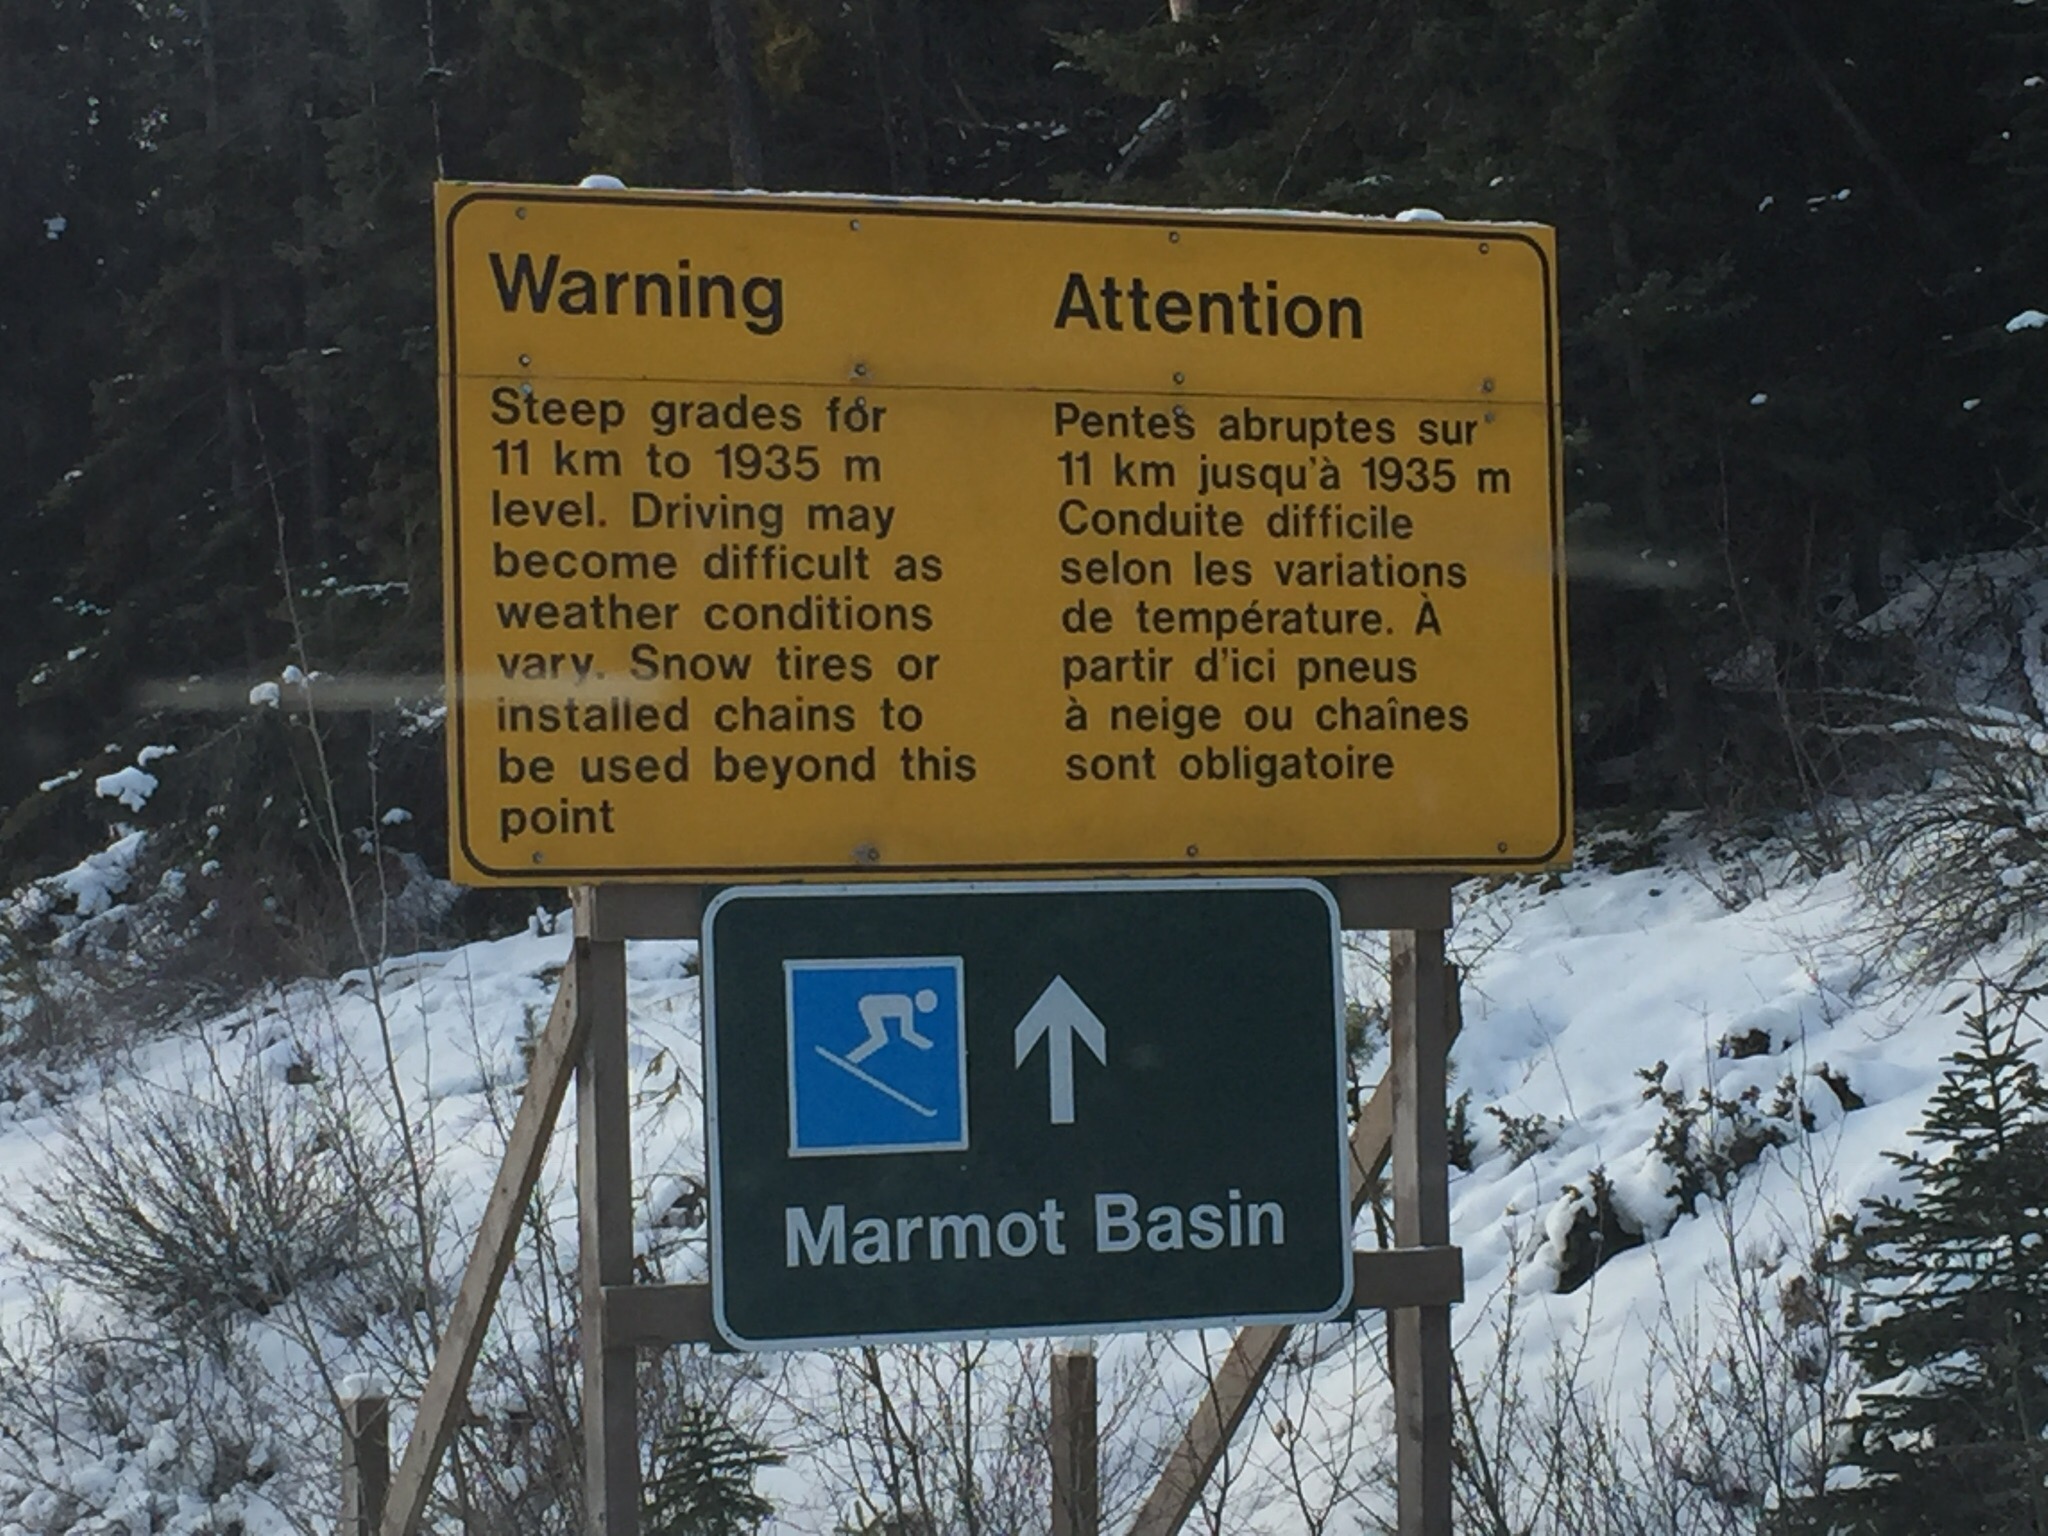 Warning
Steep grades for
11 km to 1935 m
level. Driving may
become difficult as
weather conditions
vary. Snow tires or
installed chains to
be used beyond this
point
Attention
Pentes abruptes sur
11 km jusqu'à 1935 m
Conduite difficile
selon les variations
de température. À
partir d'ici pneus
à neige ou chaînes
sont obligatoire
Marmot Basin